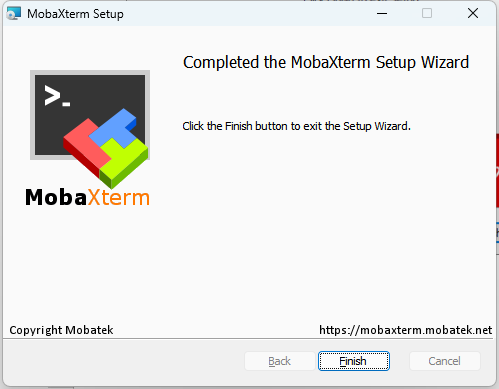 MobaXterm Setup
Completed the MobaXterm Setup Wizard
Click the Finish button to exit the Setup Wizard.
>_
MobaXterm
Copyright Mobatek
https://mobaxterm.mobatek.net
Back
Finish
Cancel